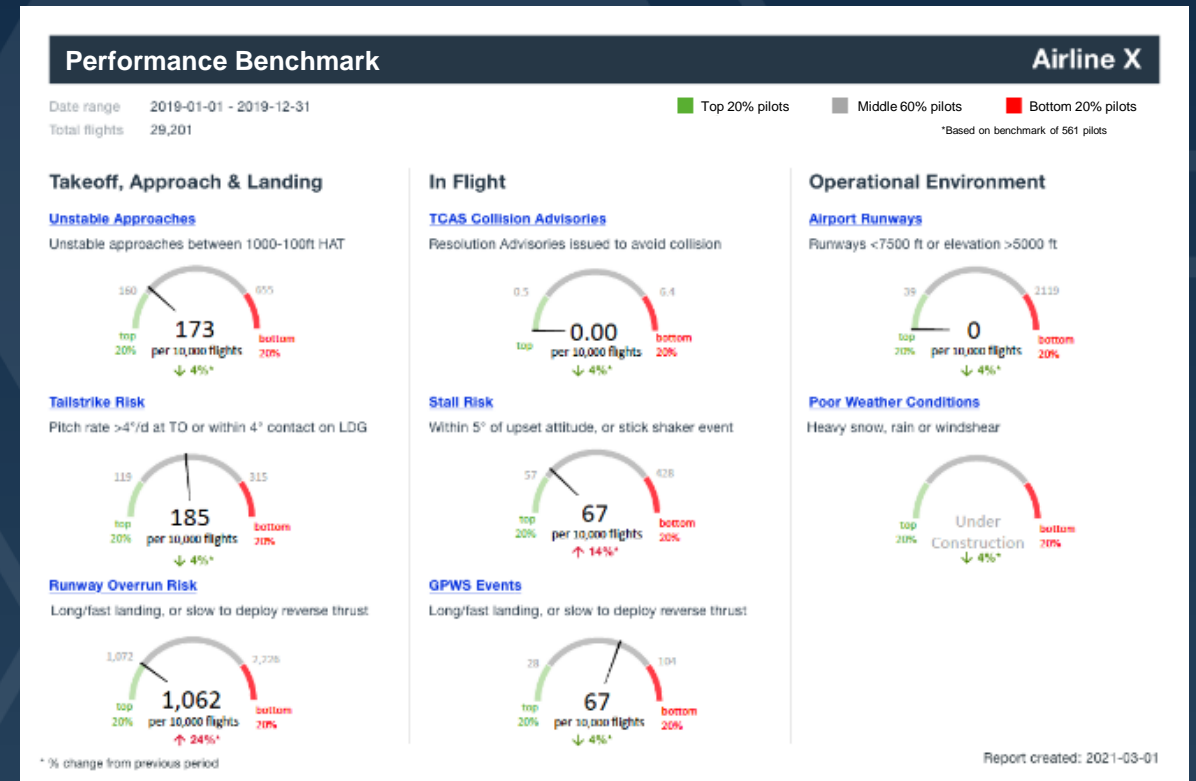 Performance Benchmark
Airline X
Date range 2019-01-01 - 2019-12-31
Total flights 29,201
Top 20% pilots
Middle 60% pilots
Bottom 20% pilots
*Based on benchmark of 561 pilots
Takeoff, Approach & Landing
Unstable Approaches
Unstable approaches between 1000-100ft HAT
160
655
top
20%
173
per 10,000 flights
bottom
20%
↓ 4%*
Tailstrike Risk
Pitch rate >4°/d at TO or within 4° contact on LDG
119
315
top
20%
185
per 10,000 flights
bottom
20%
↓ 4%*
Runway Overrun Risk
Long/fast landing, or slow to deploy reverse thrust
1,072
2,226
top
20%
1,062
per 10,000 flights
bottom
20%
↑ 24%*
In Flight
TCAS Collision Advisories
Resolution Advisories issued to avoid collision
0.5
6.4
top
0.00
per 10,000 flights
bottom
20%
↓ 4%*
Stall Risk
Within 5° of upset attitude, or stick shaker event
57
428
top
20%
67
per 10,000 flights
bottom
20%
↑ 14%*
GPWS Events
Long/fast landing, or slow to deploy reverse thrust
28
104
top
20%
67
per 10,000 flights
bottom
20%
↓ 4%*
Operational Environment
Airport Runways
Runways <7500 ft or elevation >5000 ft
39
2119
top
20%
0
per 10,000 flights
bottom
20%
↓ 4%*
Poor Weather Conditions
Heavy snow, rain or windshear
top
20%
Under
Construction
bottom
20%
↓ 4%*
* % change from previous period
Report created: 2021-03-01